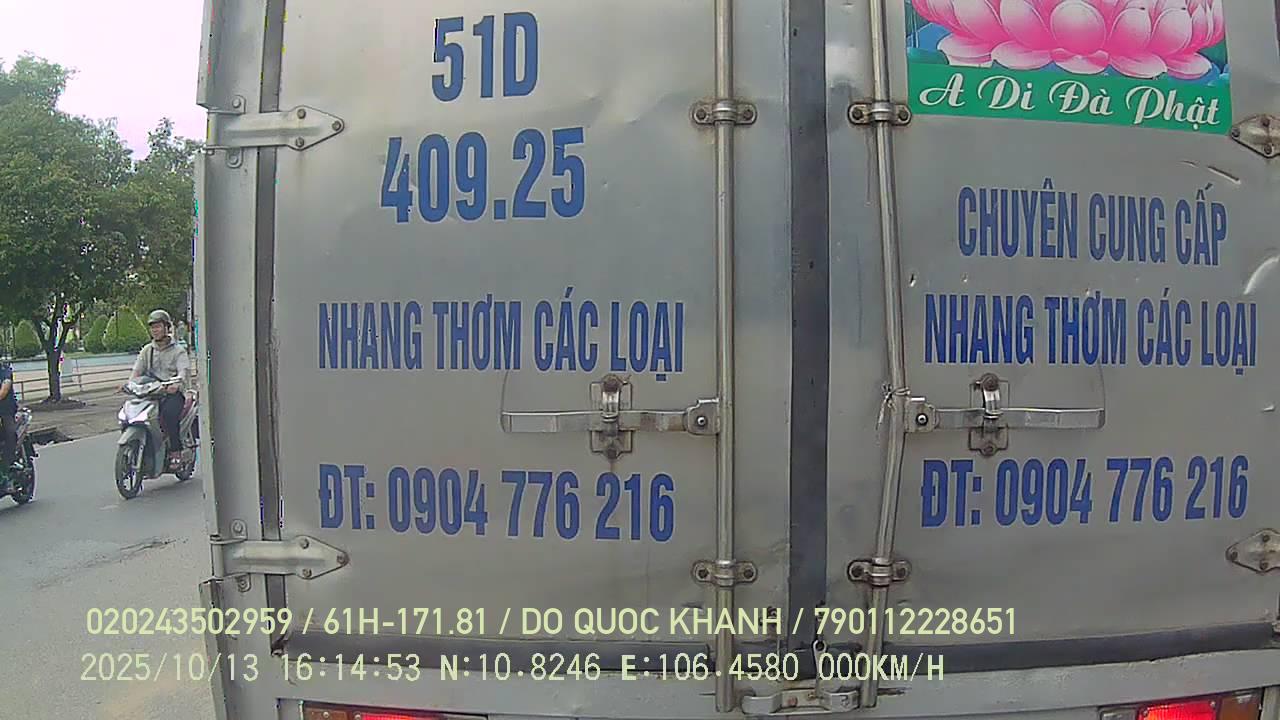 51D
409.25
NHANG THƠM CÁC LOẠI
ĐT: 0904 776 216
A Di Đà Phật
CHUYÊN CUNG CẤP
NHANG THƠM CÁC LOẠI
ĐT: 0904 776 216
020243502959 / 61H-171.81 / DO QUOC KHANH / 790112228651
2025/10/13 16:14:53 N:10.8246 E:106.4580 000KM/H